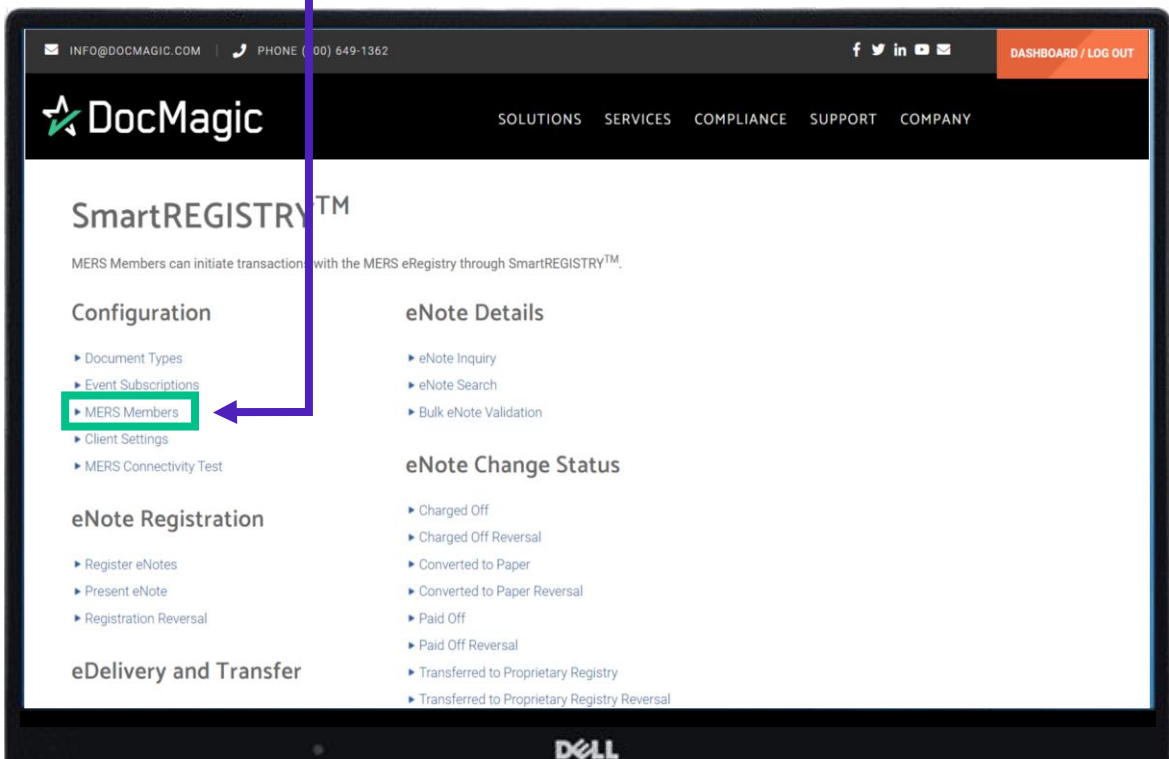 INFO@DOCMAGIC.COM | PHONE ( 00) 649-1362
DASHBOARD / LOG OUT
DocMagic
SOLUTIONS SERVICES COMPLIANCE SUPPORT COMPANY
SmartREGISTRY™
MERS Members can initiate transactions with the MERS eRegistry through SmartREGISTRY™.
Configuration
Document Types
Event Subscriptions
MERS Members
Client Settings
MERS Connectivity Test
eNote Registration
Register eNotes
Present eNote
Registration Reversal
eDelivery and Transfer
eNote Details
eNote Inquiry
eNote Search
Bulk eNote Validation
eNote Change Status
Charged Off
Charged Off Reversal
Converted to Paper
Converted to Paper Reversal
Paid Off
Paid Off Reversal
Transferred to Proprietary Registry
Transferred to Proprietary Registry Reversal
DELL